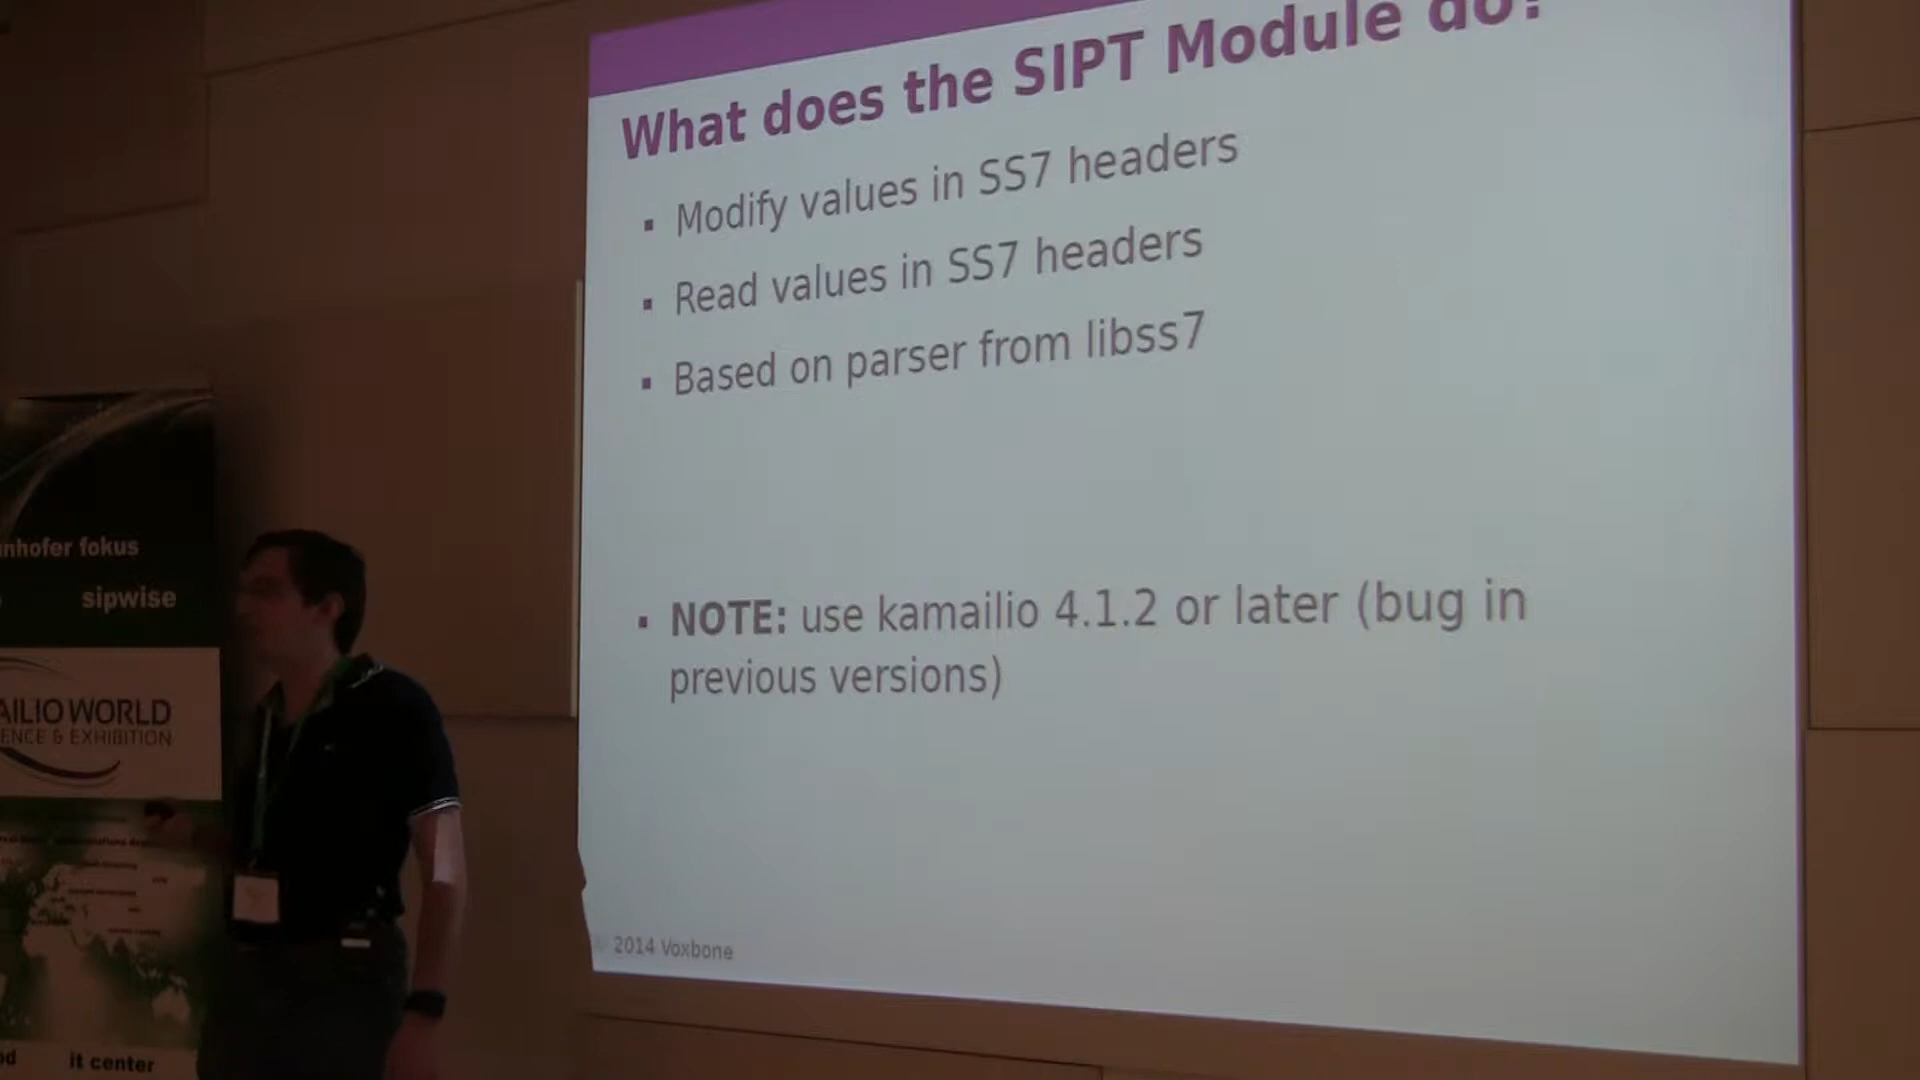 What does the SIPT Module do?
▪ Modify values in SS7 headers
▪ Read values in SS7 headers
▪ Based on parser from libss7
▪ NOTE: use kamailio 4.1.2 or later (bug in
previous versions)
© 2014 Voxbone
nhofer fokus
sipwise
AILIO WORLD
ENCE & EXHIBITION
it center